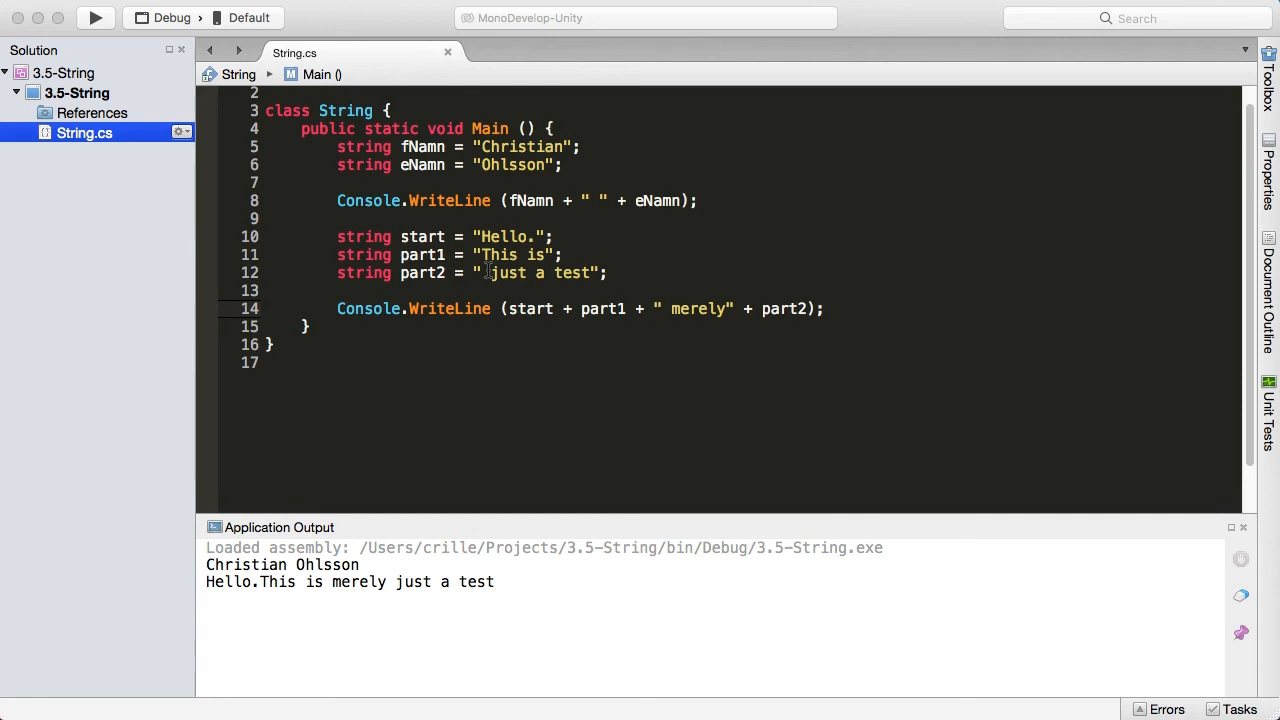 Debug > Default
MonoDevelop-Unity
Search
Solution
3.5-String
3.5-String
References
String.cs
String.cs
String Main ()
2
3 class String {
4 public static void Main () {
5 string fNamn = "Christian";
6 string eNamn = "Ohlsson";
7
8 Console.WriteLine (fNamn + " " + eNamn);
9
10 string start = "Hello.";
11 string part1 = "This is";
12 string part2 = " just a test";
13
14 Console.WriteLine (start + part1 + " merely" + part2);
15 }
16 }
17
Toolbox
Properties
Document Outline
Unit Tests
Application Output
Loaded assembly: /Users/crille/Projects/3.5-String/bin/Debug/3.5-String.exe
Christian Ohlsson
Hello.This is merely just a test
Errors
Tasks